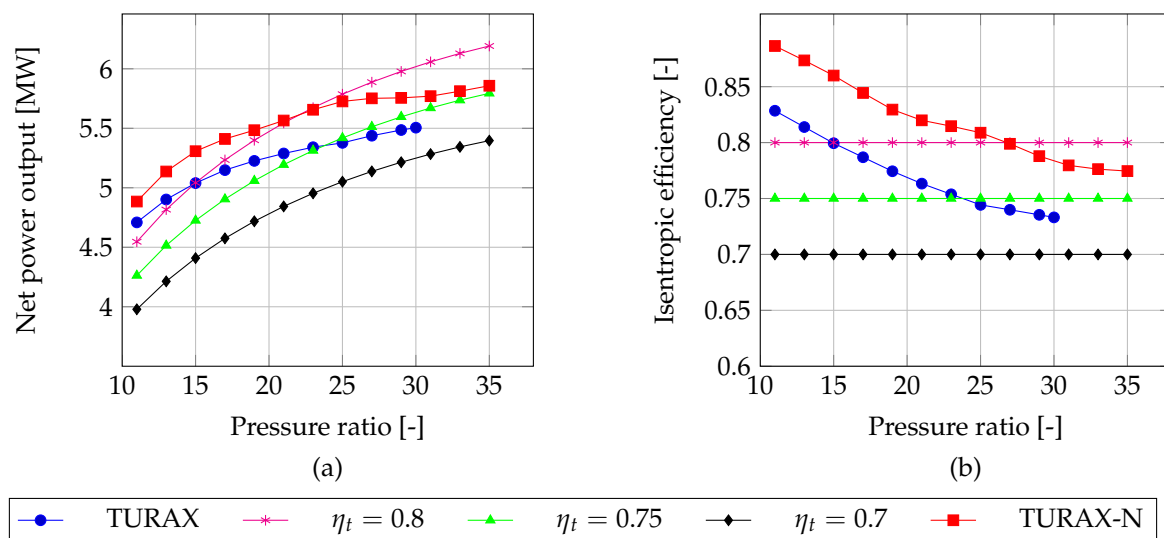 Net power output [MW]
6
5.5
5
4.5
4
10 15 20 25 30 35
Pressure ratio [-]
(a)
Isentropic efficiency [-]
0.85
0.8
0.75
0.7
0.65
0.6
10 15 20 25 30 35
Pressure ratio [-]
(b)
TURAX η_t = 0.8 η_t = 0.75 η_t = 0.7 TURAX-N